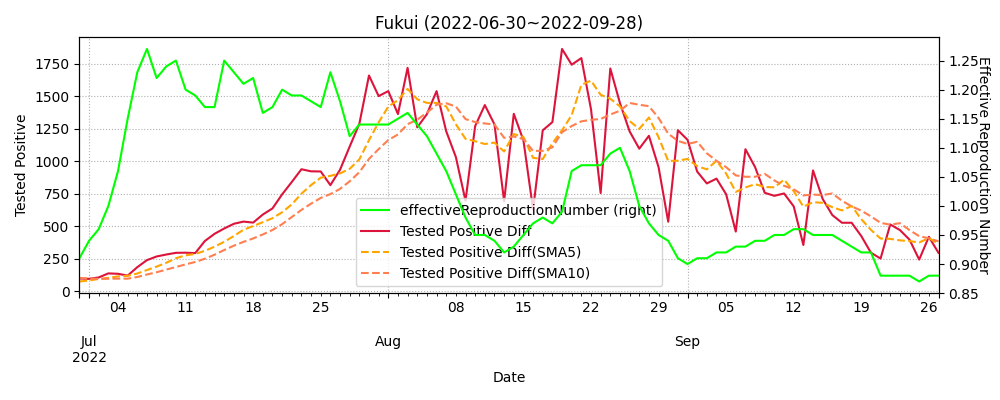 Fukui (2022-06-30~2022-09-28)
Tested Positive
1750
1500
1250
1000
750
500
250
0
1.25
1.20
1.15
1.10
1.05
1.00
0.95
0.90
0.85
Effective Reproduction Number
effectiveReproductionNumber (right)
Tested Positive Diff
Tested Positive Diff(SMA5)
Tested Positive Diff(SMA10)
04 11 18 25 08 15 22 29 05 12 19 26
Jul Aug Sep
2022
Date